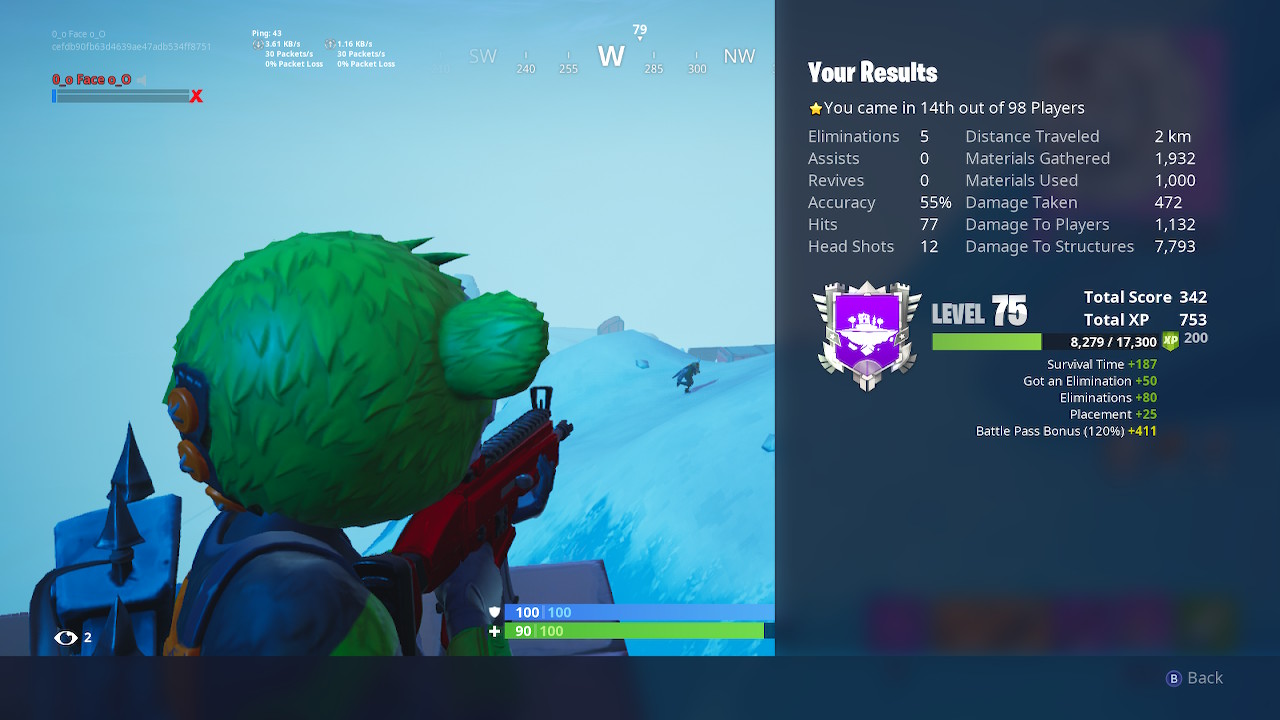 0_o Face o_O
cefdb90fb63d4639ae47adb534ff8751
Ping: 43
3.61 KB/s 1.16 KB/s
30 Packets/s 30 Packets/s
0% Packet Loss 0% Packet Loss
0_o Face o_O
X
79
SW 240 255 W 285 300 NW
2
100 | 100
90 | 100
Your Results
You came in 14th out of 98 Players
Eliminations 5 Distance Traveled 2 km
Assists 0 Materials Gathered 1,932
Revives 0 Materials Used 1,000
Accuracy 55% Damage Taken 472
Hits 77 Damage To Players 1,132
Head Shots 12 Damage To Structures 7,793
LEVEL 75
Total Score 342
Total XP 753
8,279 / 17,300 XP 200
Survival Time +187
Got an Elimination +50
Eliminations +80
Placement +25
Battle Pass Bonus (120%) +411
B Back